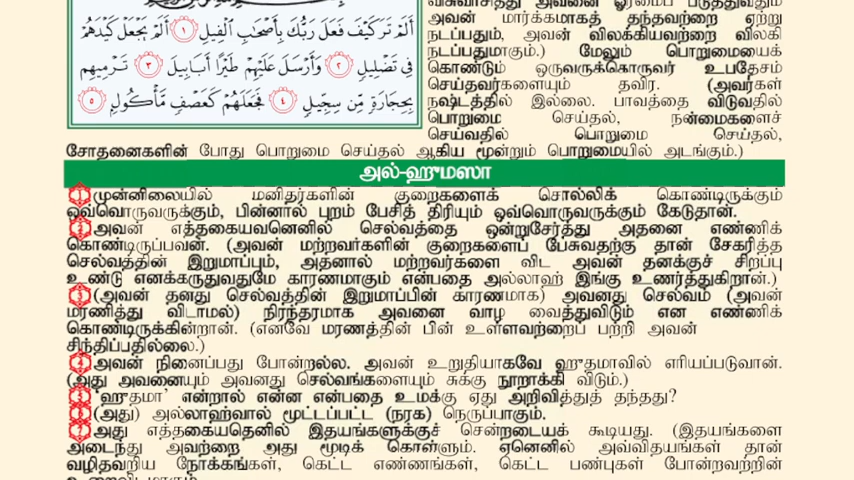 أَلَمْ تَرَ كَيْفَ فَعَلَ رَبُّكَ بِأَصْحَٰبِ ٱلْفِيلِ ١ أَلَمْ يَجْعَلْ كَيْدَهُمْ
فِى تَضْلِيلٍ ٢ وَأَرْسَلَ عَلَيْهِمْ طَيْرًا أَبَابِيلَ ٣ تَرْمِيهِم
بِحِجَارَةٍ مِّن سِجِّيلٍ ٤ فَجَعَلَهُمْ كَعَصْفٍ مَّأْكُولٍۭ ٥
அவன் மார்க்கமாகத் தந்தவற்றை ஏற்று
நடப்பதும், அவன் விலக்கியவற்றை விலகி
நடப்பதுமாகும்.) மேலும் பொறுமையைக்
கொண்டும் ஒருவருக்கொருவர் உபதேசம்
செய்தவர்களையும் தவிர. (அவர்கள்
நஷ்டத்தில் இல்லை. பாவத்தை விடுவதில்
பொறுமை செய்தல், நன்மைகளைச்
செய்வதில் பொறுமை செய்தல்,
சோதனைகளின் போது பொறுமை செய்தல் ஆகிய மூன்றும் பொறுமையில் அடங்கும்.)
அல்-ஹுமஸா
1 முன்னிலையில் மனிதர்களின் குறைகளைக் சொல்லிக் கொண்டிருக்கும்
ஒவ்வொருவருக்கும், பின்னால் புறம் பேசித் திரியும் ஒவ்வொருவருக்கும் கேடுதான்.
2 அவன் எத்தகையவனெனில் செல்வத்தை ஒன்றுசேர்த்து அதனை எண்ணிக்
கொண்டிருப்பவன். (அவன் மற்றவர்களின் குறைகளைப் பேசுவதற்கு தான் சேகரித்த
செல்வத்தின் இறுமாப்பும், அதனால் மற்றவர்களை விட அவன் தனக்குச் சிறப்பு
உண்டு எனக்கருதுவதுமே காரணமாகும் என்பதை அல்லாஹ் இங்கு உணர்த்துகிறான்.)
3 (அவன் தனது செல்வத்தின் இறுமாப்பின் காரணமாக) அவனது செல்வம் (அவன்
மரணித்து விடாமல்) நிரந்தரமாக அவனை வாழ வைத்துவிடும் என எண்ணிக்
கொண்டிருக்கின்றான். (எனவே மரணத்தின் பின் உள்ளவற்றைப் பற்றி அவன்
சிந்திப்பதில்லை.)
4 அவன் நினைப்பது போன்றல்ல. அவன் உறுதியாகவே ஹுதமாவில் எரியப்படுவான்.
(அது அவனையும் அவனது செல்வங்களையும் சுக்கு நூறாக்கி விடும்.)
5 'ஹுதமா' என்றால் என்ன என்பதை உமக்கு ஏது அறிவித்துத் தந்தது?
6 (அது) அல்லாஹ்வால் மூட்டப்பட்ட (நரக) நெருப்பாகும்.
7 அது எத்தகையதெனில் இதயங்களுக்குச் சென்றடையக் கூடியது. (இதயங்களை
அடைந்து அவற்றை அது மூடிக் கொள்ளும். ஏனெனில் அவ்விதயங்கள் தான்
வழிதவறிய நோக்கங்கள், கெட்ட எண்ணங்கள், கெட்ட பண்புகள் போன்றவற்றின்